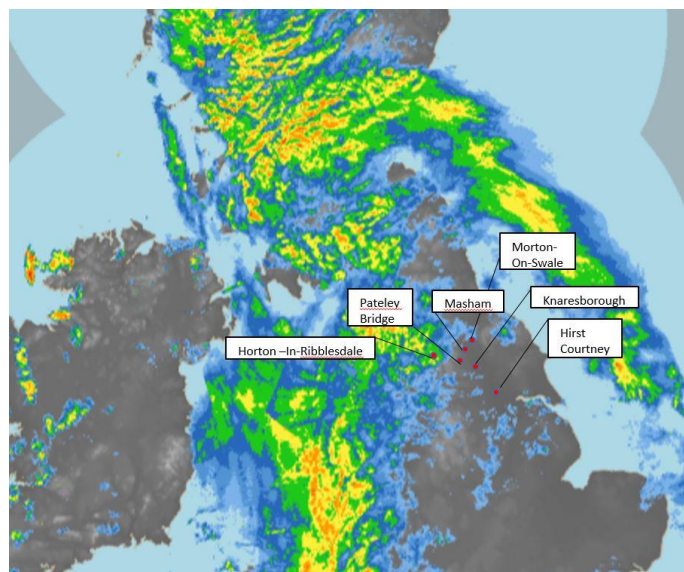 Morton-
On-Swale
Pateley
Bridge
Masham
Knaresborough
Horton –In-Ribblesdale
Hirst
Courtney